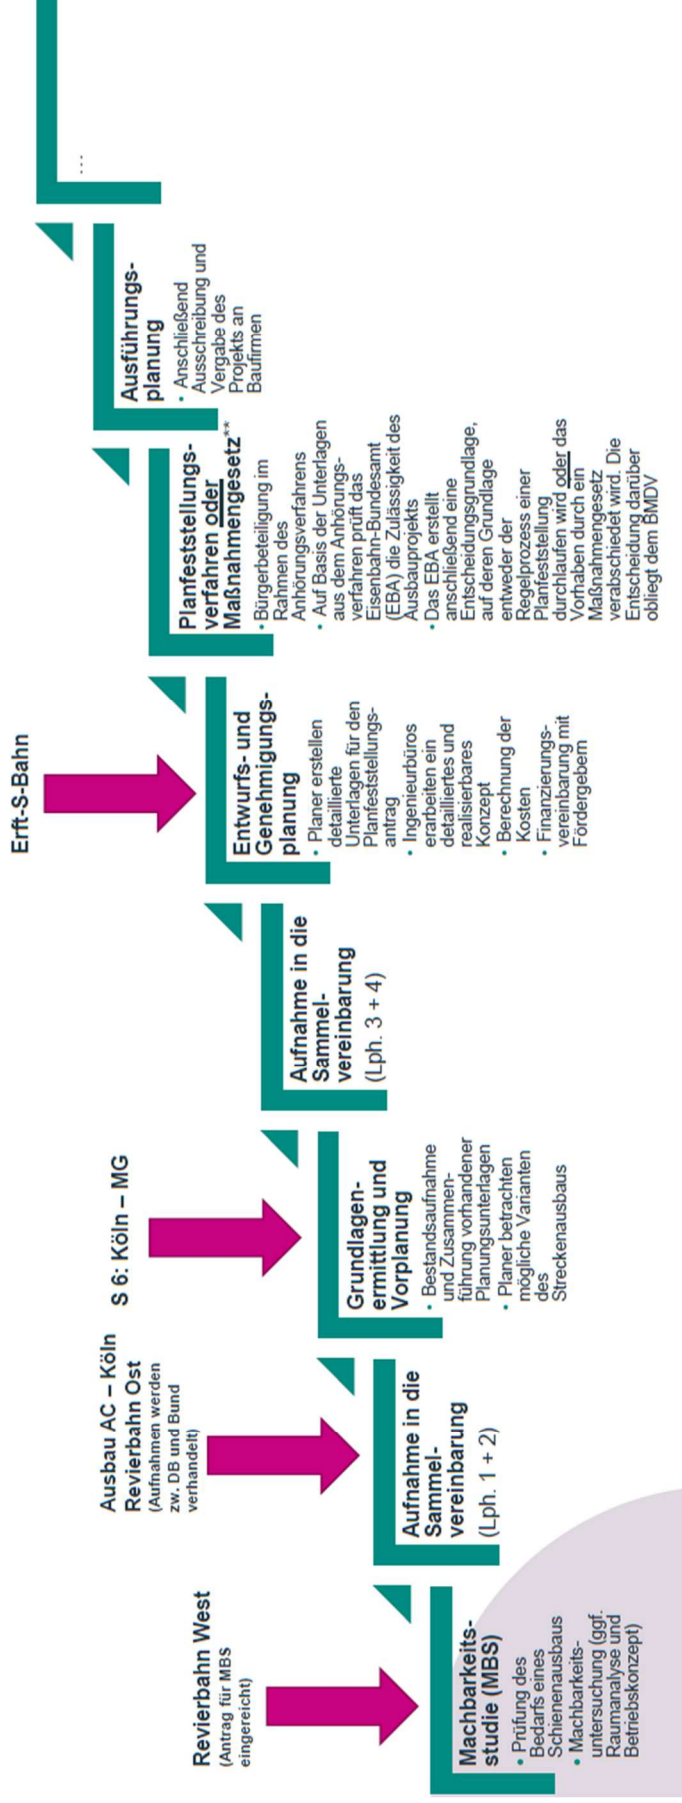 Revierbahn West
(Antrag für MBS
eingereicht)
Machbarkeits-
studie (MBS)
• Prüfung des
Bedarfs eines
Schienenausbaus
• Machbarkeits-
untersuchung (ggf.
Raumanalyse und
Betriebskonzept)
Ausbau AC – Köln
Revierbahn Ost
(Aufnahmen werden
zw. DB und Bund
verhandelt)
Aufnahme in die
Sammel-
vereinbarung
(Lph. 1 + 2)
S 6: Köln – MG
Grundlagen-
ermittlung und
Vorplanung
• Bestandsaufnahme
und Zusammen-
führung vorhandener
Planungsunterlagen
• Planer betrachten
mögliche Varianten
des
Streckenausbaus
Aufnahme in die
Sammel-
vereinbarung
(Lph. 3 + 4)
Erft-S-Bahn
Entwurfs- und
Genehmigungs-
planung
• Planer erstellen
detaillierte
Unterlagen für den
Planfeststellungs-
antrag
• Ingenieurbüros
erarbeiten ein
detailliertes und
realisierbares
Konzept
• Berechnung der
Kosten
• Finanzierungs-
vereinbarung mit
Fördergebern
Planfeststellungs-
verfahren oder
Maßnahmengesetz**
• Bürgerbeteiligung im
Rahmen des
Anhörungsverfahrens
• Auf Basis der Unterlagen
aus dem Anhörungs-
verfahren prüft das
Eisenbahn-Bundesamt
(EBA) die Zulässigkeit des
Ausbauprojekts
• Das EBA erstellt
anschließend eine
Entscheidungsgrundlage,
auf deren Grundlage
entweder der
Regelprozess einer
Planfeststellung
durchlaufen wird oder das
Vorhaben durch ein
Maßnahmengesetz
verabschiedet wird. Die
Entscheidung darüber
obliegt dem BMDV
Ausführungs-
planung
• Anschließend
Ausschreibung und
Vergabe des
Projekts an
Baufirmen
...